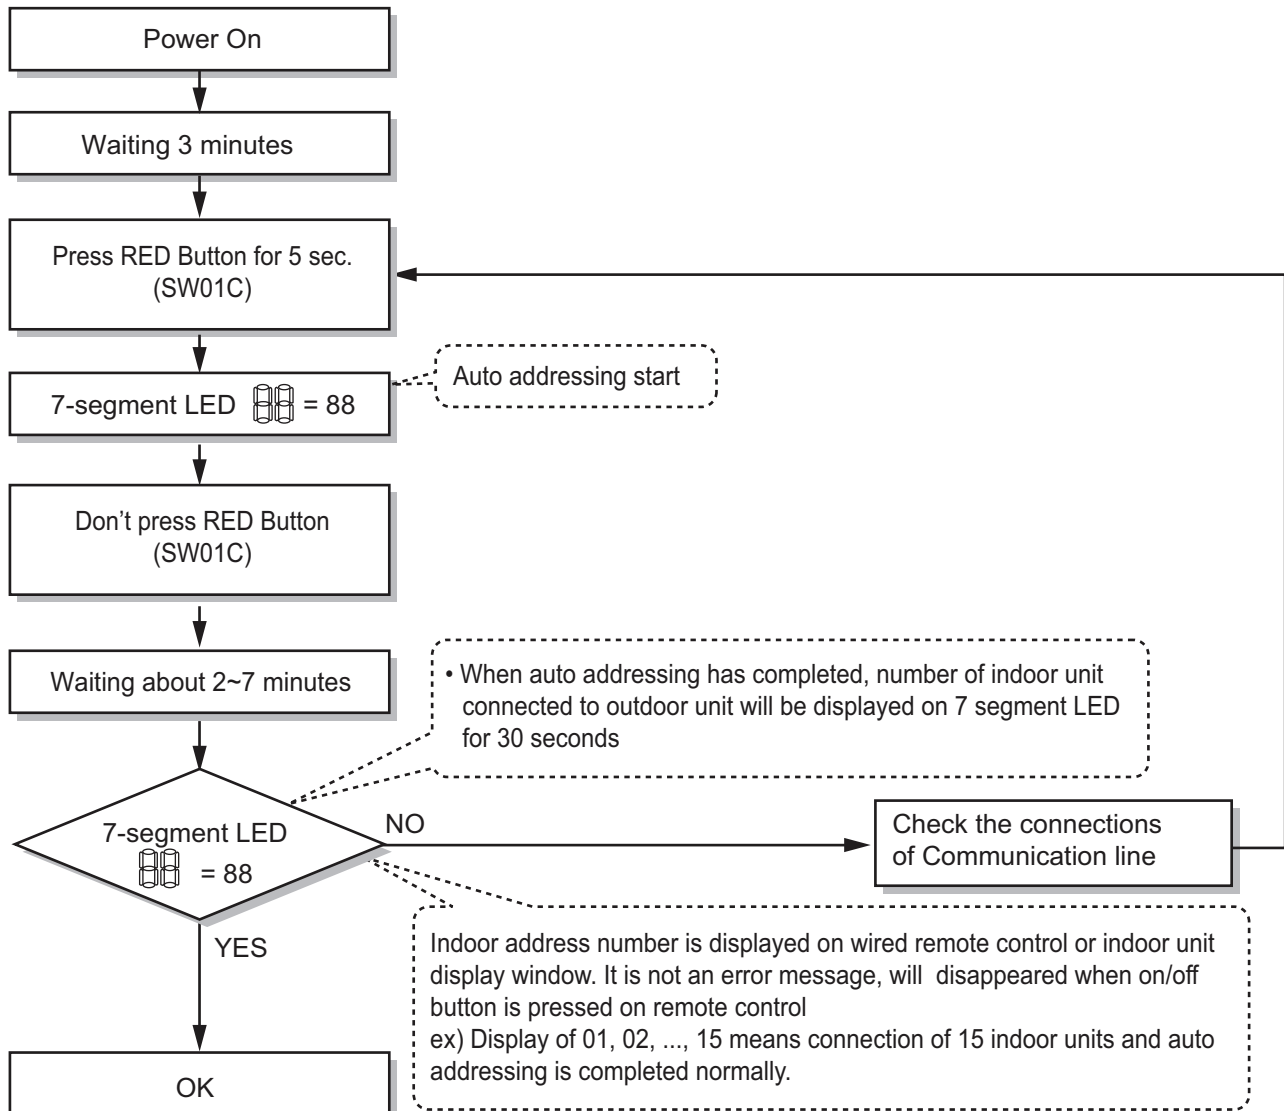 Power On
Waiting 3 minutes
Press RED Button for 5 sec.
(SW01C)
7-segment LED 88 = 88
Auto addressing start
Don't press RED Button
(SW01C)
Waiting about 2~7 minutes
• When auto addressing has completed, number of indoor unit
connected to outdoor unit will be displayed on 7 segment LED
for 30 seconds
7-segment LED
88 = 88
NO
Check the connections
of Communication line
YES
Indoor address number is displayed on wired remote control or indoor unit
display window. It is not an error message, will disappeared when on/off
button is pressed on remote control
ex) Display of 01, 02, ..., 15 means connection of 15 indoor units and auto
addressing is completed normally.
OK